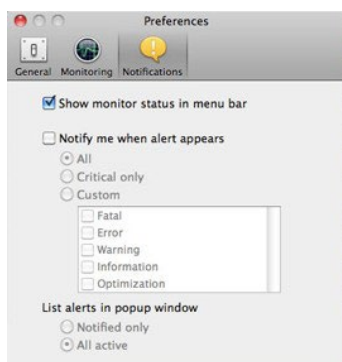 Preferences
General Monitoring Notifications
Show monitor status in menu bar
Notify me when alert appears
All
Critical only
Custom
Fatal
Error
Warning
Information
Optimization
List alerts in popup window
Notified only
All active